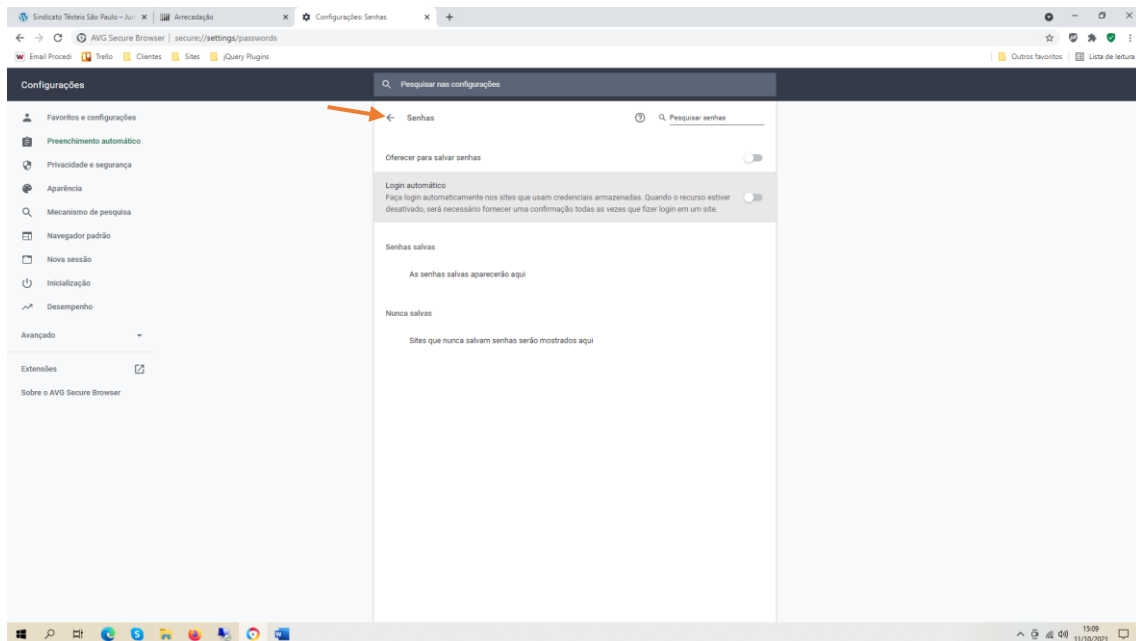 Sindicato Têxteis São Paulo – Jurí
Arrecadação
Configurações: Senhas
AVG Secure Browser | secure://settings/passwords
Email Procedi Trello Clientes Sites jQuery Plugins Outros favoritos Lista de leitura
Configurações
Pesquisar nas configurações
Favoritos e configurações
Preenchimento automático
Privacidade e segurança
Aparência
Mecanismo de pesquisa
Navegador padrão
Nova sessão
Inicialização
Desempenho
Avançado
Extensões
Sobre o AVG Secure Browser
Senhas
Pesquisar senhas
Oferecer para salvar senhas
Login automático
Faça login automaticamente nos sites que usam credenciais armazenadas. Quando o recurso estiver
desativado, será necessário fornecer uma confirmação todas as vezes que fizer login em um site.
Senhas salvas
As senhas salvas aparecerão aqui
Nunca salvas
Sites que nunca salvam senhas serão mostrados aqui
15:09
11/10/2021